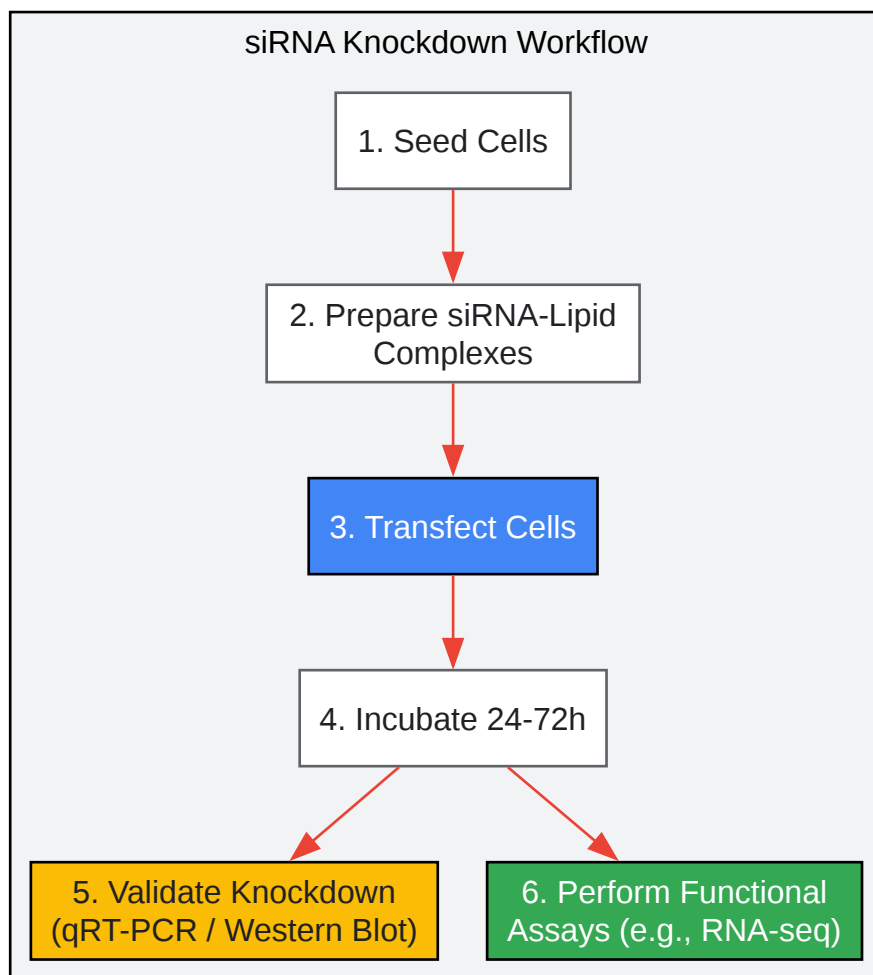 siRNA Knockdown Workflow
1. Seed Cells
2. Prepare siRNA-Lipid
Complexes
3. Transfect Cells
4. Incubate 24-72h
5. Validate Knockdown
(qRT-PCR / Western Blot)
6. Perform Functional
Assays (e.g., RNA-seq)